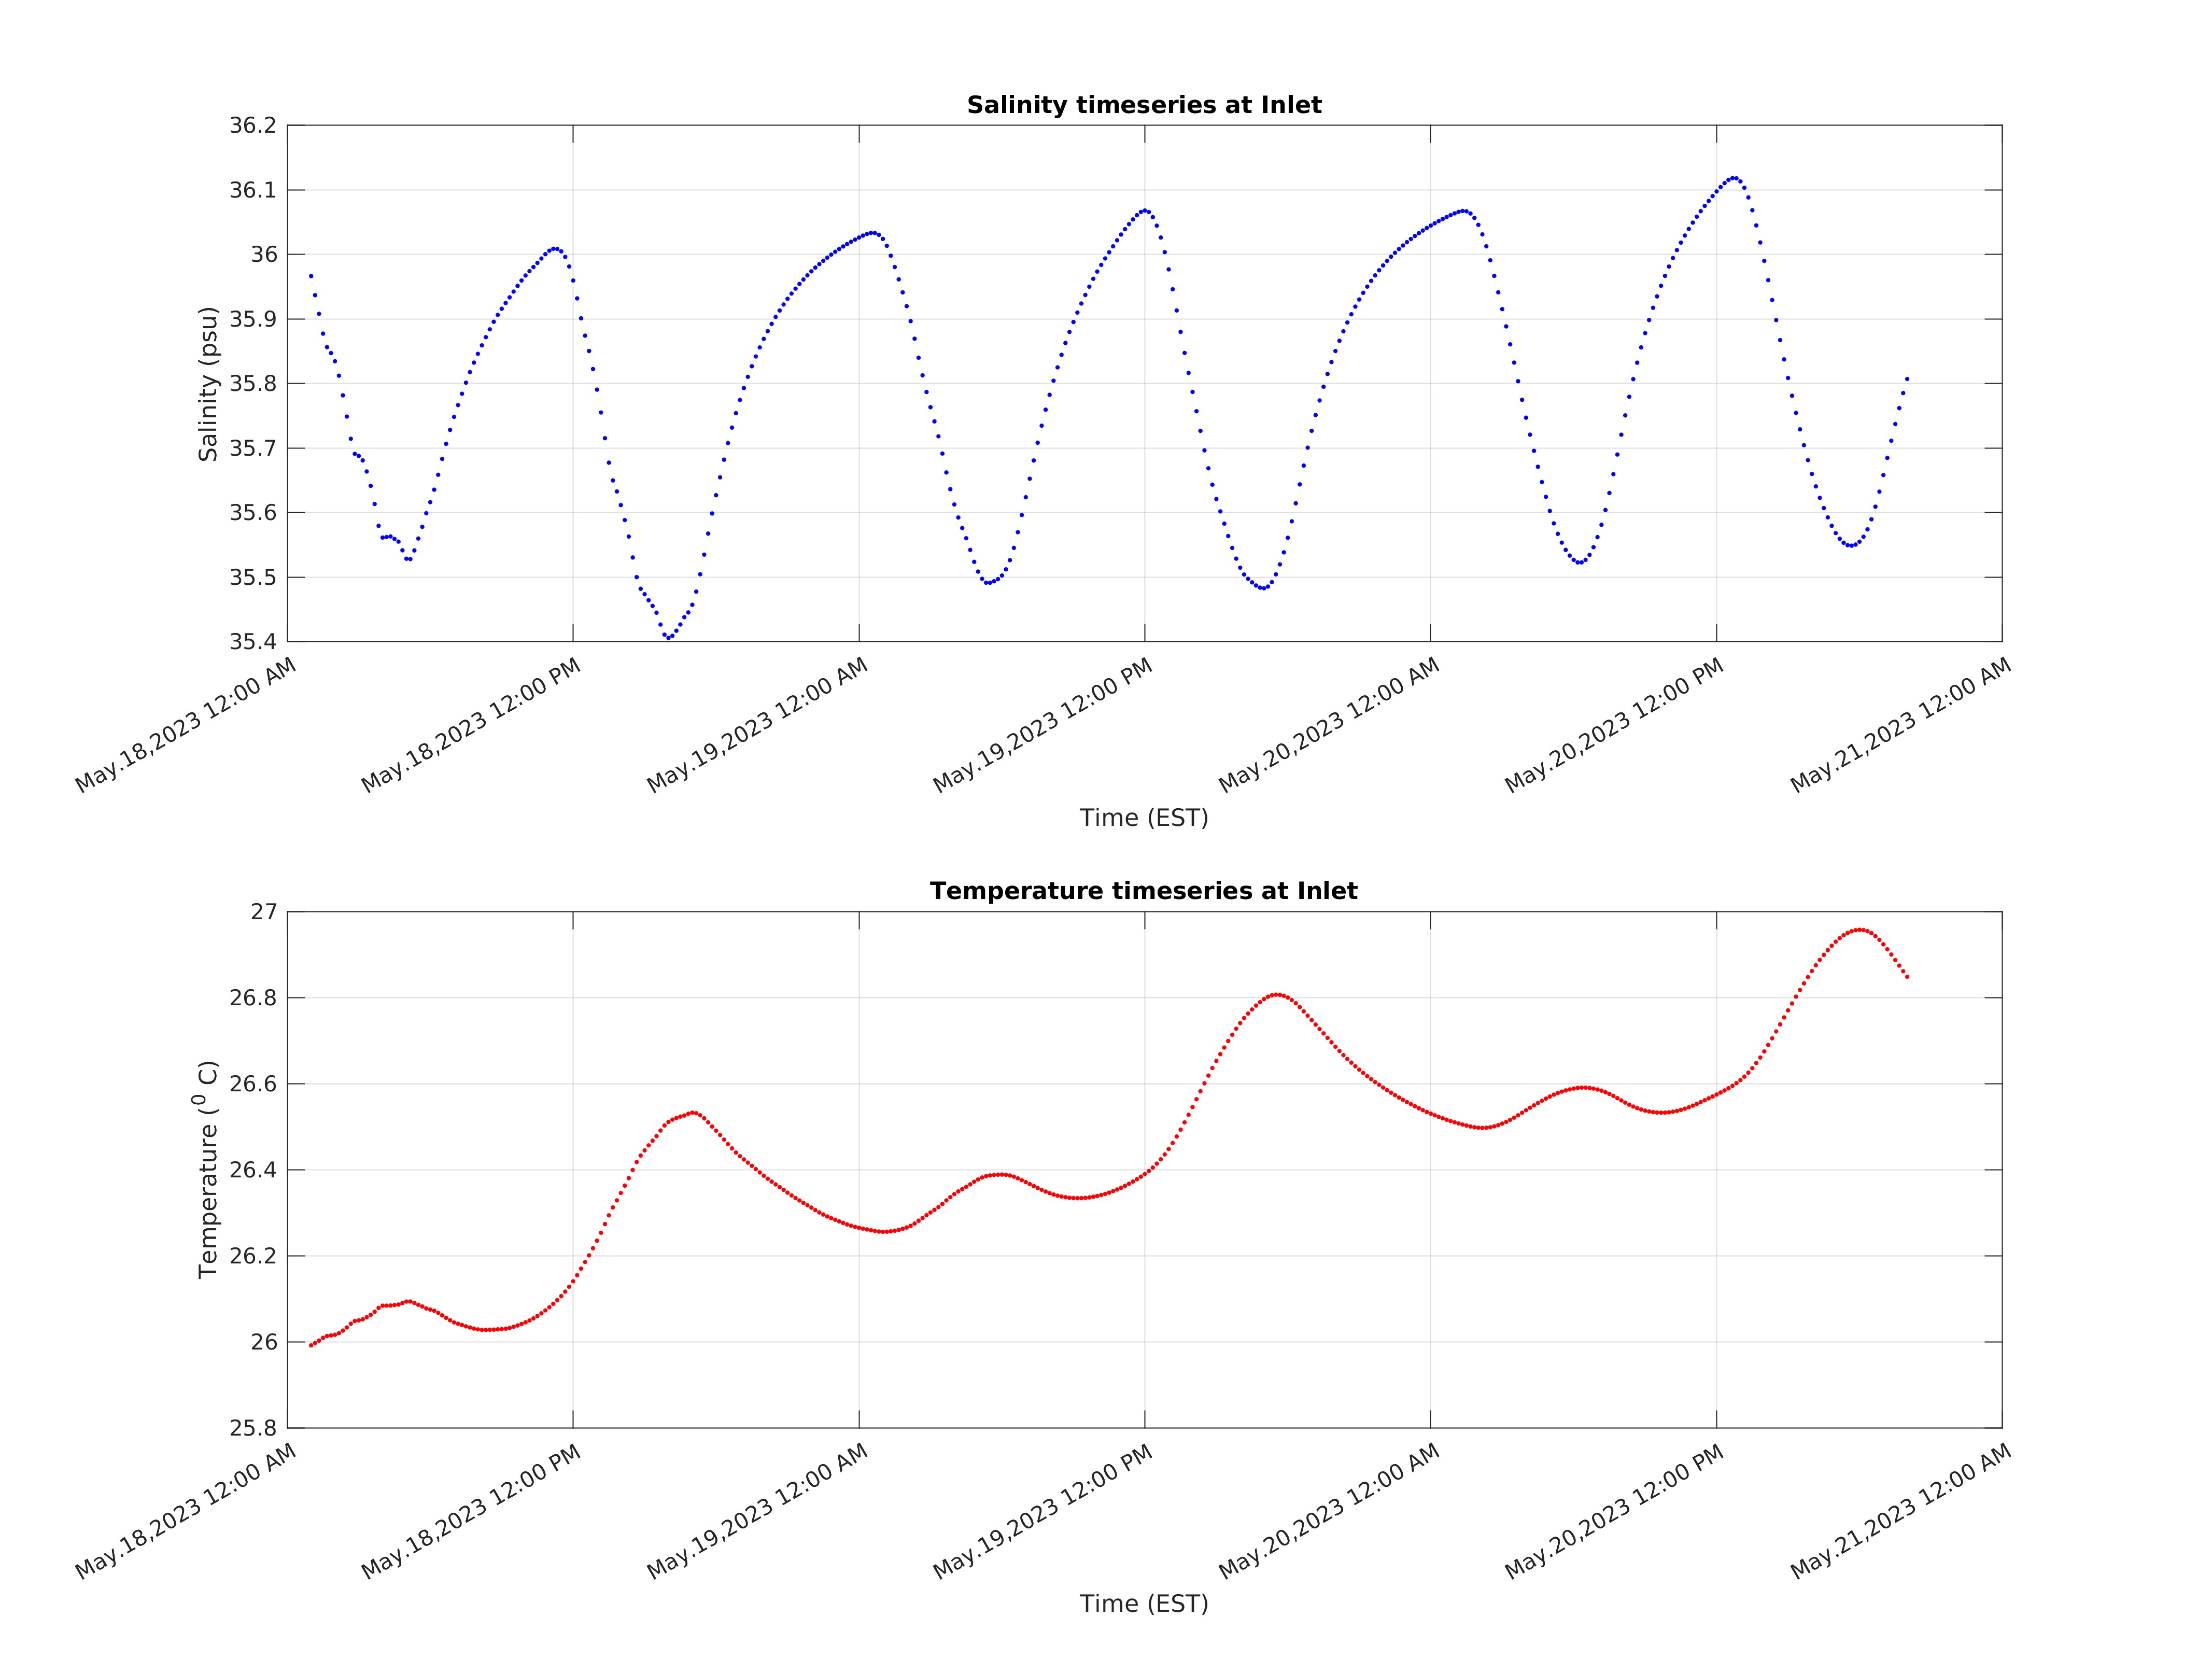 Salinity timeseries at Inlet
Salinity (psu)
36.2
36.1
36
35.9
35.8
35.7
35.6
35.5
35.4
May.18,2023 12:00 AM
May.18,2023 12:00 PM
May.19,2023 12:00 AM
May.19,2023 12:00 PM
May.20,2023 12:00 AM
May.20,2023 12:00 PM
May.21,2023 12:00 AM
Time (EST)
Temperature timeseries at Inlet
Temperature (⁰ C)
27
26.8
26.6
26.4
26.2
26
25.8
May.18,2023 12:00 AM
May.18,2023 12:00 PM
May.19,2023 12:00 AM
May.19,2023 12:00 PM
May.20,2023 12:00 AM
May.20,2023 12:00 PM
May.21,2023 12:00 AM
Time (EST)